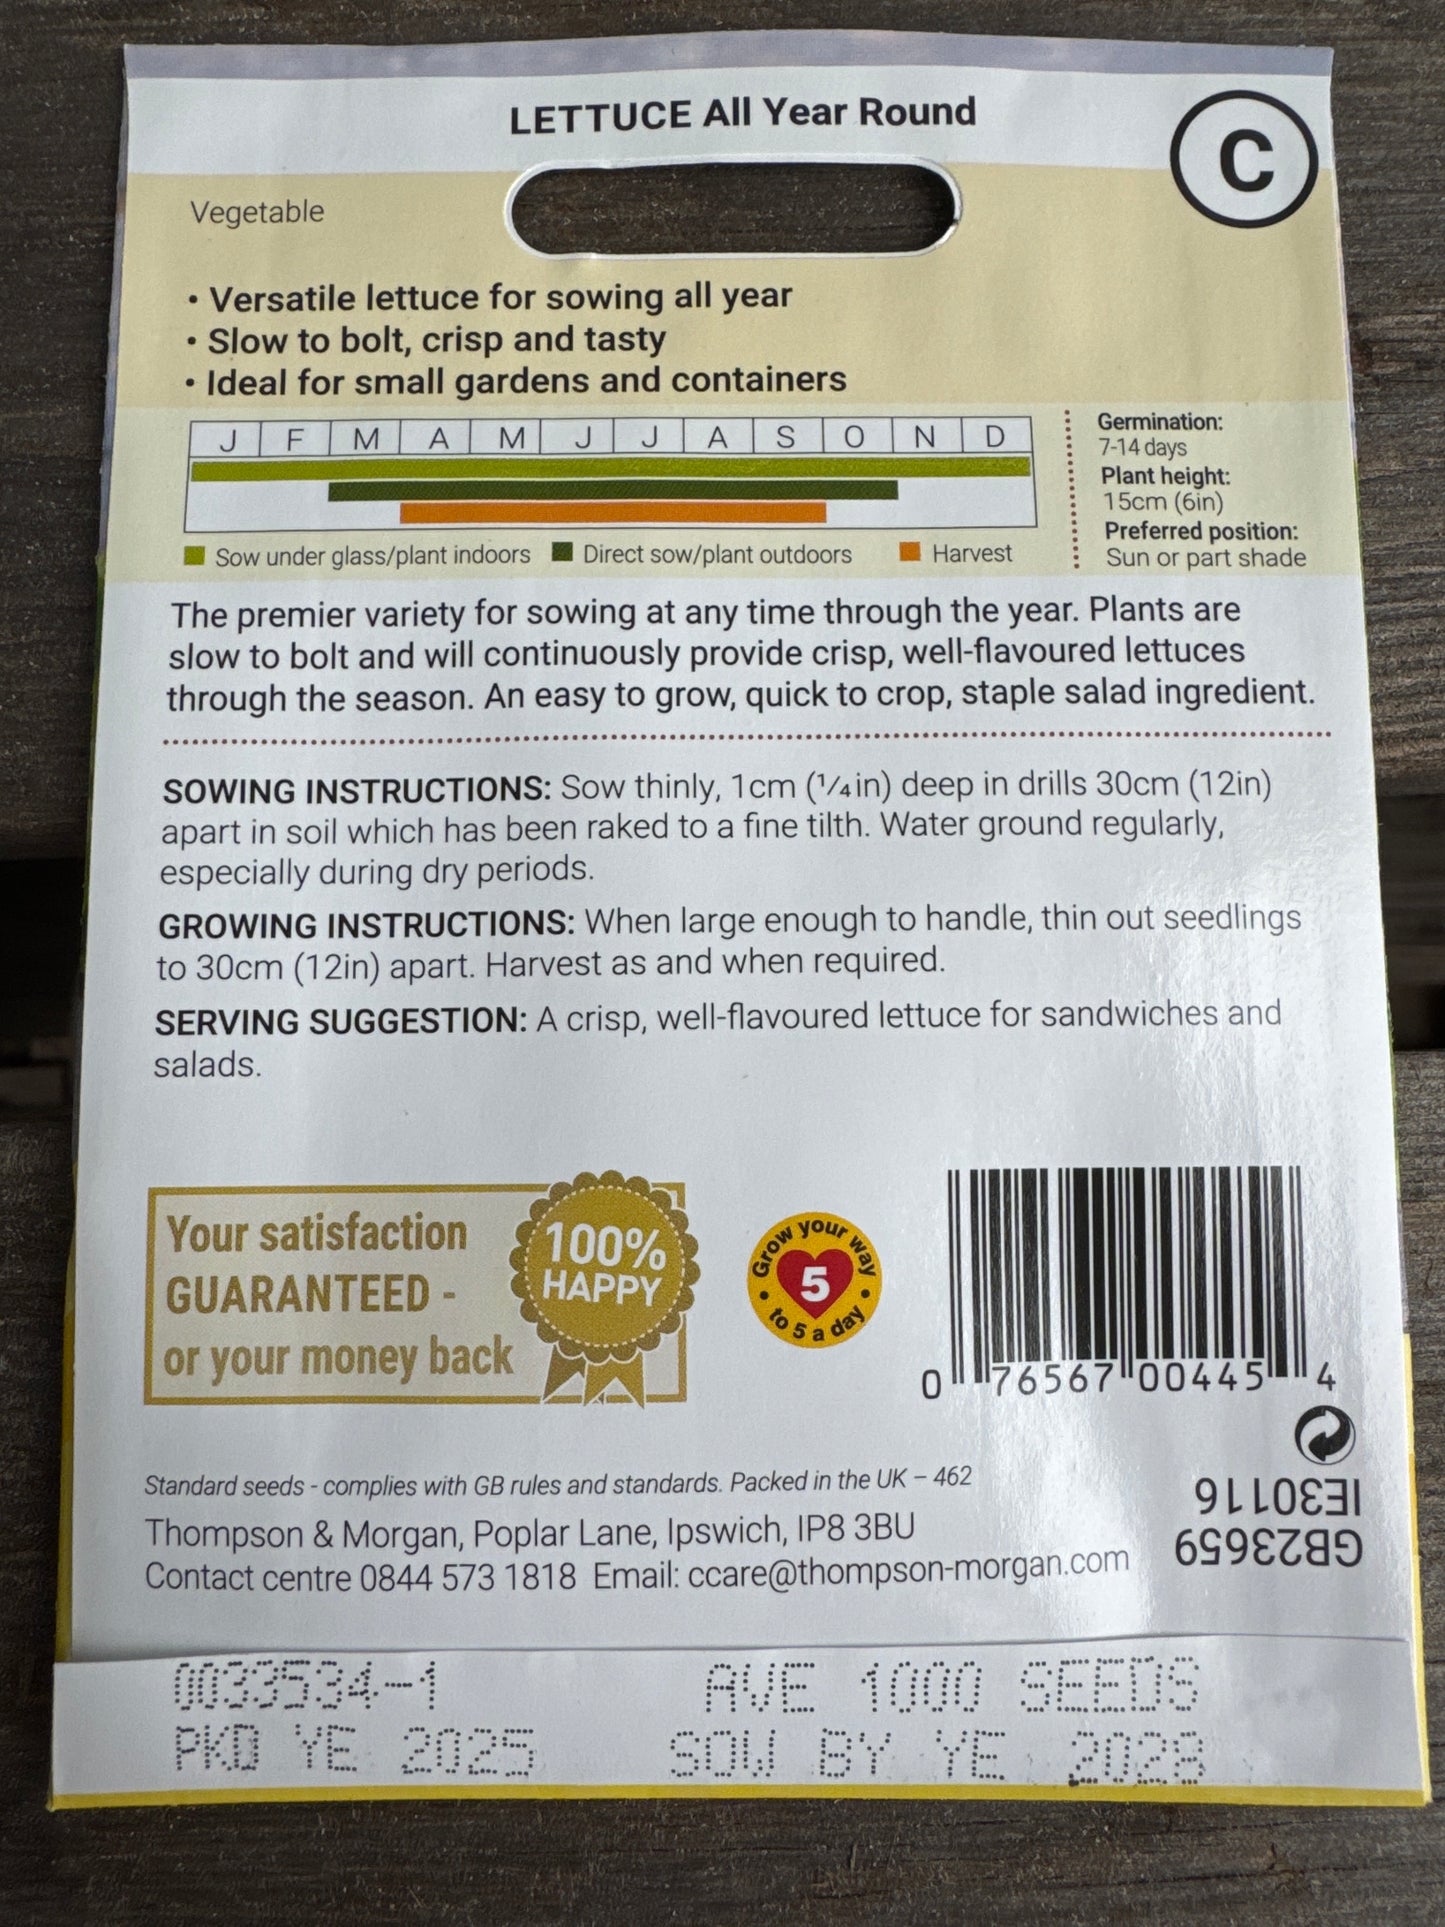 LETTUCE All Year Round
C
Vegetable
• Versatile lettuce for sowing all year
• Slow to bolt, crisp and tasty
• Ideal for small gardens and containers
J F M A M J J A S O N D
Sow under glass/plant indoors Direct sow/plant outdoors Harvest
Germination:
7-14 days
Plant height:
15cm (6in)
Preferred position:
Sun or part shade
The premier variety for sowing at any time through the year. Plants are
slow to bolt and will continuously provide crisp, well-flavoured lettuces
through the season. An easy to grow, quick to crop, staple salad ingredient.
SOWING INSTRUCTIONS: Sow thinly, 1cm (¼in) deep in drills 30cm (12in)
apart in soil which has been raked to a fine tilth. Water ground regularly,
especially during dry periods.
GROWING INSTRUCTIONS: When large enough to handle, thin out seedlings
to 30cm (12in) apart. Harvest as and when required.
SERVING SUGGESTION: A crisp, well-flavoured lettuce for sandwiches and
salads.
Your satisfaction
GUARANTEED -
or your money back
100%
HAPPY
Grow your way
5
• to 5 a day •
0 76567 00445 4
Standard seeds - complies with GB rules and standards. Packed in the UK – 462
Thompson & Morgan, Poplar Lane, Ipswich, IP8 3BU
Contact centre 0844 573 1818 Email: ccare@thompson-morgan.com
GB23659
IE30116
0033534-1 AVE 1000 SEEDS
PKD YE 2025 SOW BY YE 2028